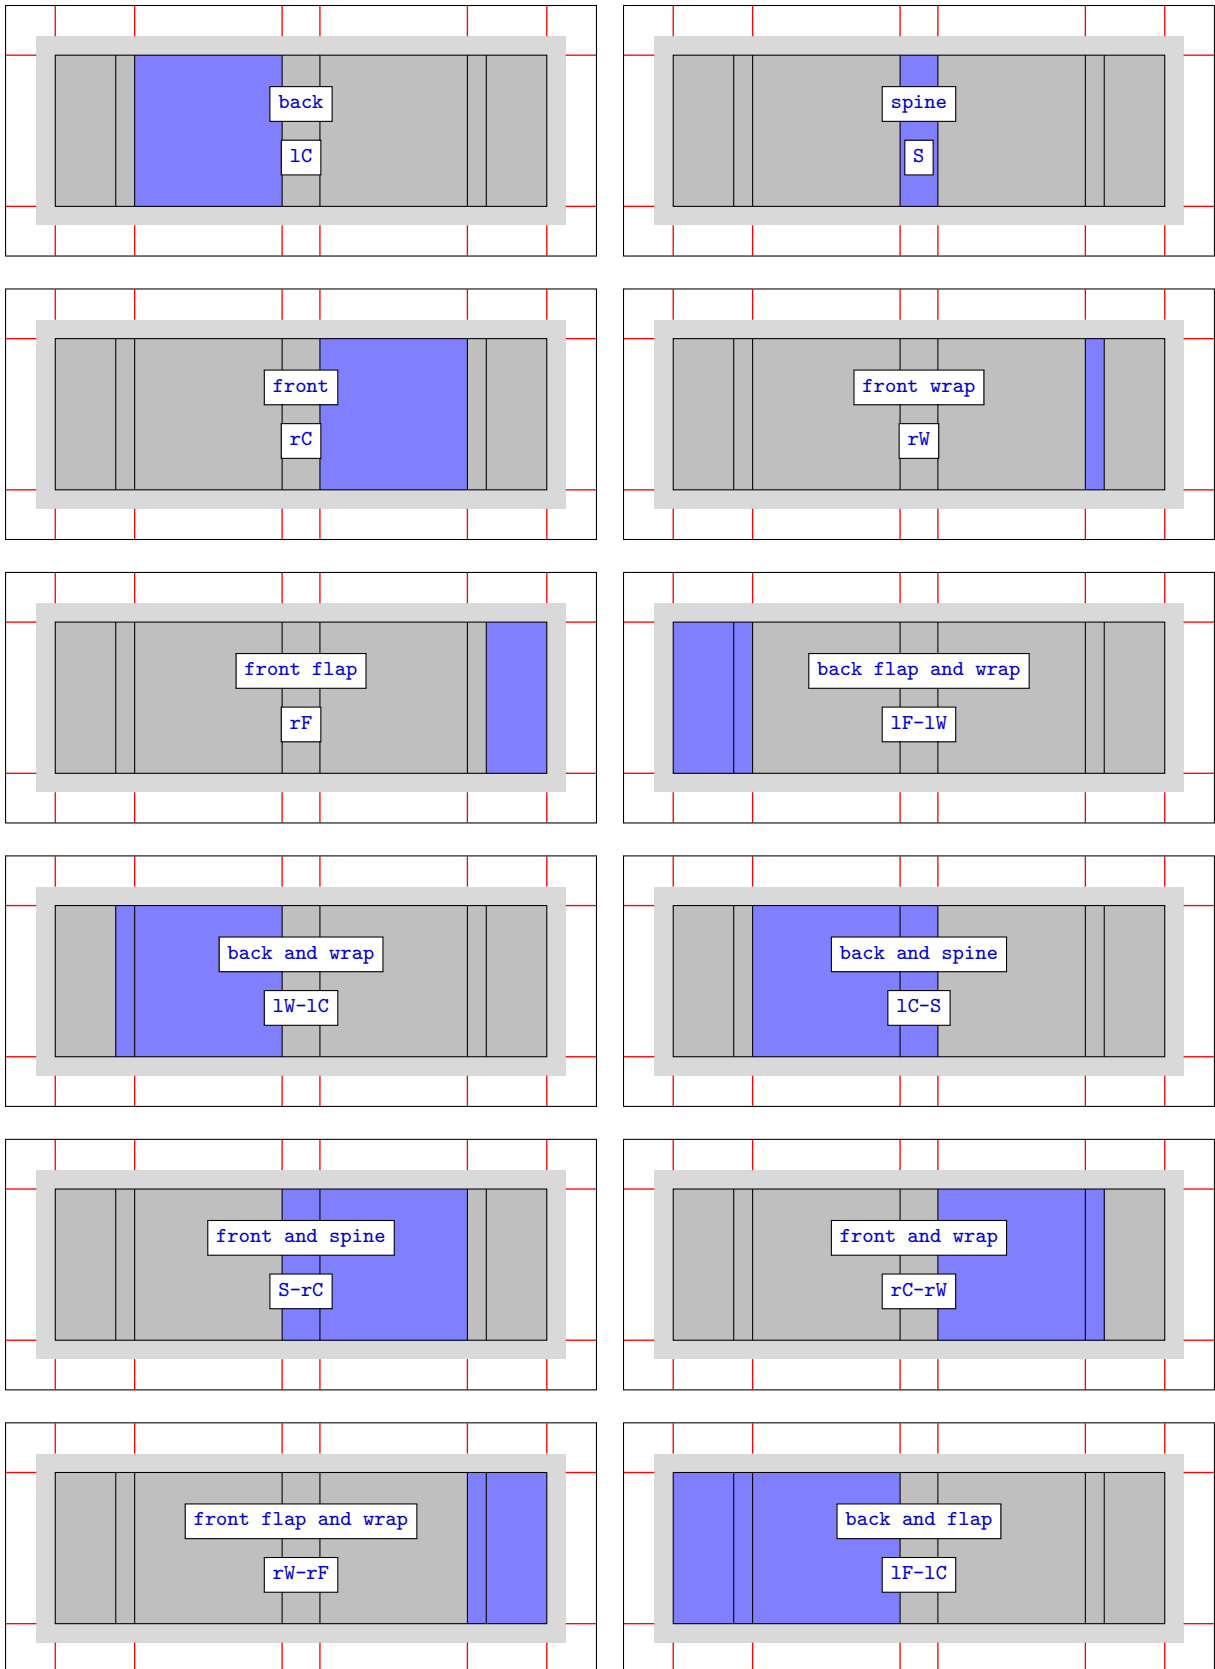 back
lC
spine
S
front
rC
front wrap
rW
front flap
rF
back flap and wrap
lF-lW
back and wrap
lW-lC
back and spine
lC-S
front and spine
S-rC
front and wrap
rC-rW
front flap and wrap
rW-rF
back and flap
lF-lC